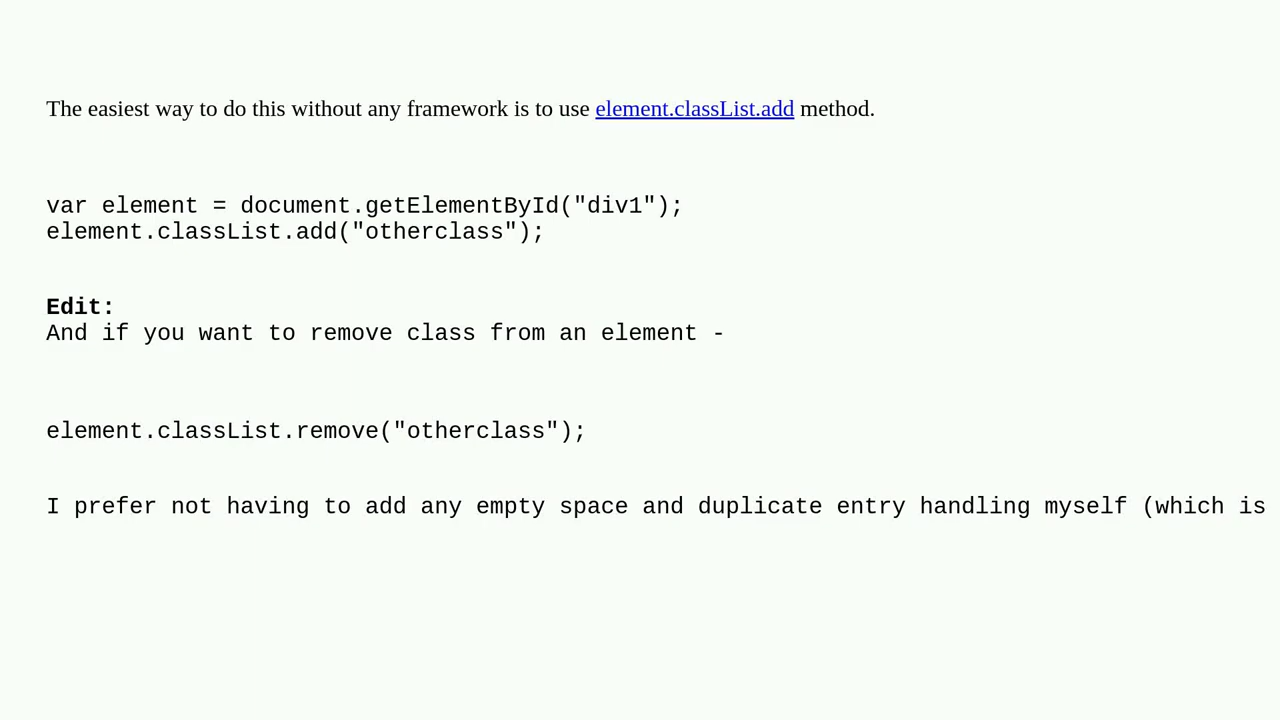 The easiest way to do this without any framework is to use element.classList.add method.
var element = document.getElementById("div1");
element.classList.add("otherclass");
Edit:
And if you want to remove class from an element -
element.classList.remove("otherclass");
I prefer not having to add any empty space and duplicate entry handling myself (which is